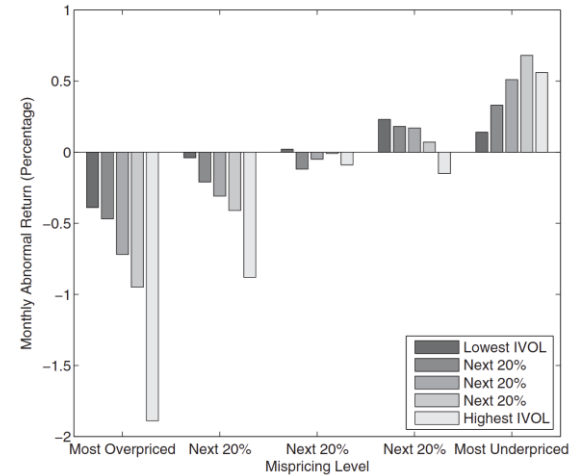 1
0.5
0
−0.5
−1
−1.5
−2
Monthly Abnormal Return (Percentage)
Lowest IVOL
Next 20%
Next 20%
Next 20%
Highest IVOL
Most Overpriced
Next 20%
Next 20%
Next 20%
Most Underpriced
Mispricing Level